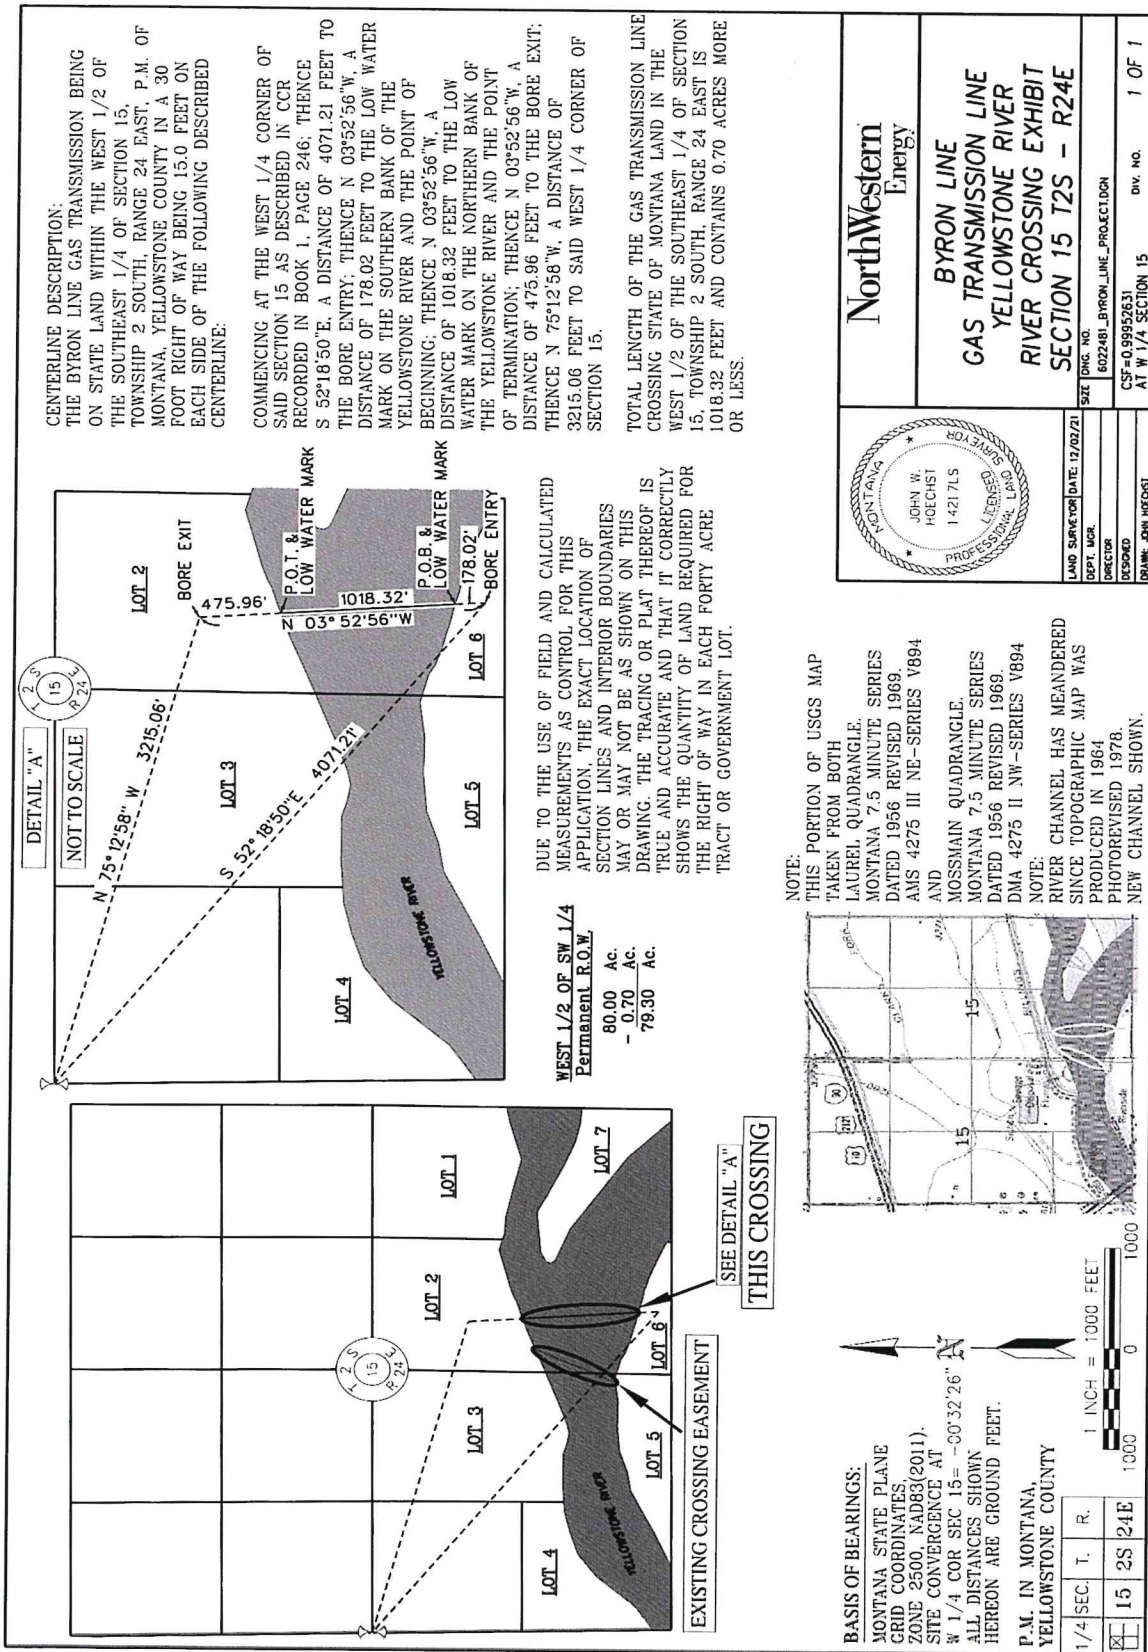 CENTERLINE DESCRIPTION:
THE BYRON LINE GAS TRANSMISSION BEING
ON STATE LAND WITHIN THE WEST 1/2 OF
THE SOUTHEAST 1/4 OF SECTION 15,
TOWNSHIP 2 SOUTH, RANGE 24 EAST, P.M. OF
MONTANA, YELLOWSTONE COUNTY IN A 30
FOOT RIGHT OF WAY BEING 15.0 FEET ON
EACH SIDE OF THE FOLLOWING DESCRIBED
CENTERLINE:
COMMENCING AT THE WEST 1/4 CORNER OF
SAID SECTION 15 AS DESCRIBED IN CCR
RECORDED IN BOOK 1, PAGE 246; THENCE
S 52°18'50"E, A DISTANCE OF 4071.21 FEET TO
THE BORE ENTRY; THENCE N 03°52'56"W, A
DISTANCE OF 178.02 FEET TO THE LOW WATER
MARK ON THE SOUTHERN BANK OF THE
YELLOWSTONE RIVER AND THE POINT OF
BEGINNING; THENCE N 03°52'56"W, A
DISTANCE OF 1018.32 FEET TO THE LOW
WATER MARK ON THE NORTHERN BANK OF
THE YELLOWSTONE RIVER AND THE POINT
OF TERMINATION; THENCE N 03°52'56"W, A
DISTANCE OF 475.96 FEET TO THE BORE EXIT;
THENCE N 75°12'58"W, A DISTANCE OF
3215.06 FEET TO SAID WEST 1/4 CORNER OF
SECTION 15.
TOTAL LENGTH OF THE GAS TRANSMISSION LINE
CROSSING STATE OF MONTANA LAND IN THE
WEST 1/2 OF THE SOUTHEAST 1/4 OF SECTION
15, TOWNSHIP 2 SOUTH, RANGE 24 EAST IS
1018.32 FEET AND CONTAINS 0.70 ACRES MORE
OR LESS.
DETAIL "A"
NOT TO SCALE
T 2 S
15
R 24 E
N 75°12'58" W 3215.06'
S 52°18'50"E 4071.21'
LOT 2
BORE EXIT
475.96'
P.O.T. &
LOW WATER MARK
1018.32'
N 03°52'56"W
P.O.B. &
LOW WATER MARK
178.02'
BORE ENTRY
LOT 3
LOT 6
LOT 5
LOT 4
YELLOWSTONE RIVER
DUE TO THE USE OF FIELD AND CALCULATED
MEASUREMENTS AS CONTROL FOR THIS
APPLICATION, THE EXACT LOCATION OF
SECTION LINES AND INTERIOR BOUNDARIES
MAY OR MAY NOT BE AS SHOWN ON THIS
DRAWING. THE TRACING OR PLAT THEREOF IS
TRUE AND ACCURATE AND THAT IT CORRECTLY
SHOWS THE QUANTITY OF LAND REQUIRED FOR
THE RIGHT OF WAY IN EACH FORTY ACRE
TRACT OR GOVERNMENT LOT.
WEST 1/2 OF SW 1/4
Permanent R.O.W.
80.00 Ac.
- 0.70 Ac.
79.30 Ac.
T 2 S
15
R 24 E
LOT 1
LOT 2
LOT 3
LOT 4
LOT 5
LOT 6
LOT 7
YELLOWSTONE RIVER
EXISTING CROSSING EASEMENT
SEE DETAIL "A"
THIS CROSSING
NOTE:
THIS PORTION OF USGS MAP
TAKEN FROM BOTH
LAUREL QUADRANGLE.
MONTANA 7.5 MINUTE SERIES
DATED 1956 REVISED 1969.
AMS 4275 III NE-SERIES V894
AND
MOSSMAIN QUADRANGLE.
MONTANA 7.5 MINUTE SERIES
DATED 1956 REVISED 1969.
DMA 4275 II NW-SERIES V894
NOTE:
RIVER CHANNEL HAS MEANDERED
SINCE TOPOGRAPHIC MAP WAS
PRODUCED IN 1964
PHOTOREVISED 1978.
NEW CHANNEL SHOWN.
15
15
90
212
10
Riverside
BASIS OF BEARINGS:
MONTANA STATE PLANE
GRID COORDINATES,
ZONE 2500, NAD83(2011).
SITE CONVERGENCE AT
W 1/4 COR SEC 15= -00°32'26"
ALL DISTANCES SHOWN
HEREON ARE GROUND FEET.
N
P.M. IN MONTANA,
YELLOWSTONE COUNTY
1/4 SEC. T. R.
15 2S 24E
1 INCH = 1000 FEET
1000 0 1000
MONTANA
JOHN W.
HOECHST
14217LS
LICENSED
PROFESSIONAL LAND SURVEYOR
NorthWestern
Energy
BYRON LINE
GAS TRANSMISSION LINE
YELLOWSTONE RIVER
RIVER CROSSING EXHIBIT
SECTION 15 T2S - R24E
LAND SURVEYOR DATE: 12/02/21
DEPT. MGR.
DIRECTOR
DESIGNED
DRAWN: JOHN HOECHST
SIZE DWG. NO.
6022481_BYRON_LINE_PROJECT.DGN
CSF=0.99952631
AT W 1/4 SECTION 15
DIV. NO.
1 OF 1